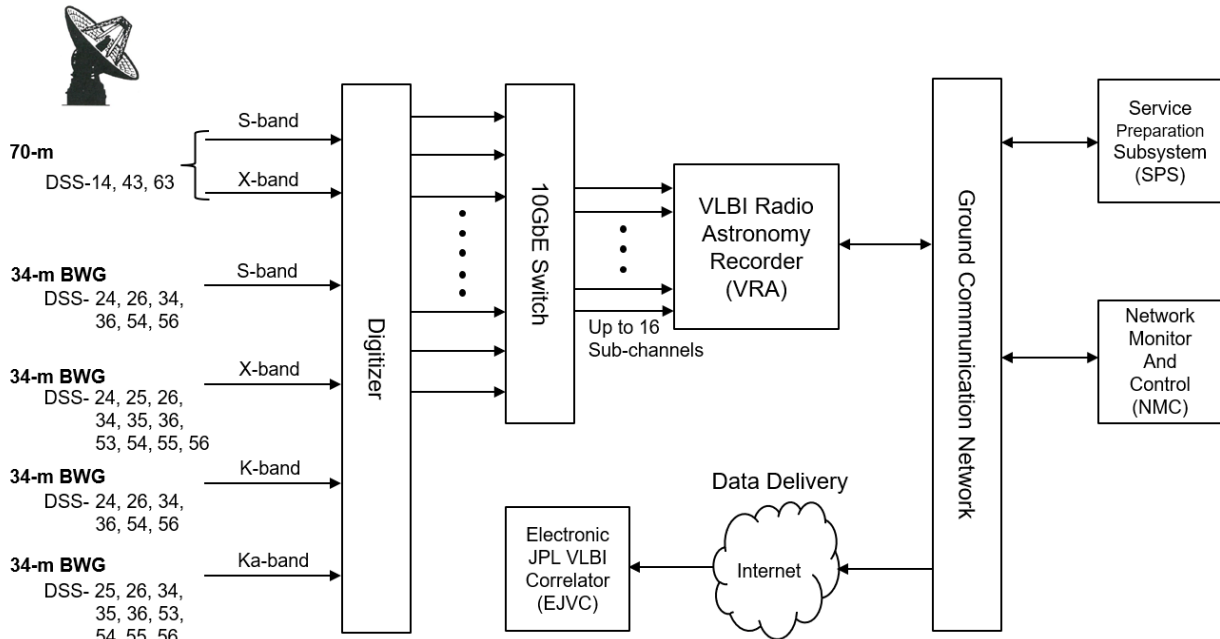 70-m
DSS-14, 43, 63
S-band
X-band
34-m BWG
DSS- 24, 26, 34,
36, 54, 56
S-band
34-m BWG
DSS- 24, 25, 26,
34, 35, 36,
53, 54, 55, 56
X-band
34-m BWG
DSS- 24, 26, 34,
36, 54, 56
K-band
34-m BWG
DSS- 25, 26, 34,
35, 36, 53,
54, 55, 56
Ka-band
Digitizer
10GbE Switch
Up to 16
Sub-channels
VLBI Radio
Astronomy
Recorder
(VRA)
Ground Communication Network
Service
Preparation
Subsystem
(SPS)
Network
Monitor
And
Control
(NMC)
Data Delivery
Internet
Electronic
JPL VLBI
Correlator
(EJVC)